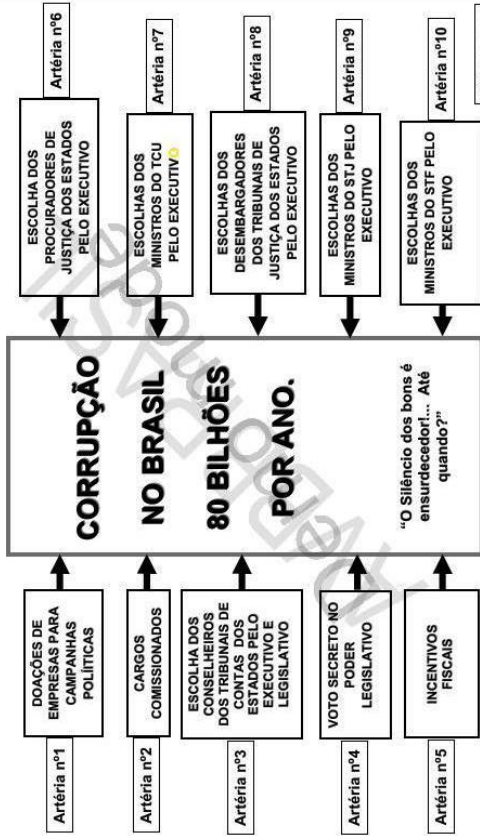 Artéria nº1
DOAÇÕES DE
EMPRESAS PARA
CAMPANHAS
POLÍTICAS
Artéria nº2
CARGOS
COMISSIONADOS
Artéria nº3
ESCOLHA DOS
CONSELHEIROS
DOS TRIBUNAIS DE
CONTAS DOS
ESTADOS PELO
EXECUTIVO E
LEGISLATIVO
Artéria nº4
VOTO SECRETO NO
PODER
LEGISLATIVO
Artéria nº5
INCENTIVOS
FISCAIS
CORRUPÇÃO
NO BRASIL
80 BILHÕES
POR ANO.
“O Silêncio dos bons é
ensurdecedor!... Até
quando?”
ESCOLHA DOS
PROCURADORES DE
JUSTIÇA DOS ESTADOS
PELO EXECUTIVO
Artéria nº6
ESCOLHAS DOS
MINISTROS DO TCU
PELO EXECUTIVO
Artéria nº7
ESCOLHAS DOS
DESEMBARGADORES
DOS TRIBUNAIS DE
JUSTIÇA DOS ESTADOS
PELO EXECUTIVO
Artéria nº8
ESCOLHAS DOS
MINISTROS DO STJ PELO
EXECUTIVO
Artéria nº9
ESCOLHAS DOS
MINISTROS DO STF PELO
EXECUTIVO
Artéria nº10